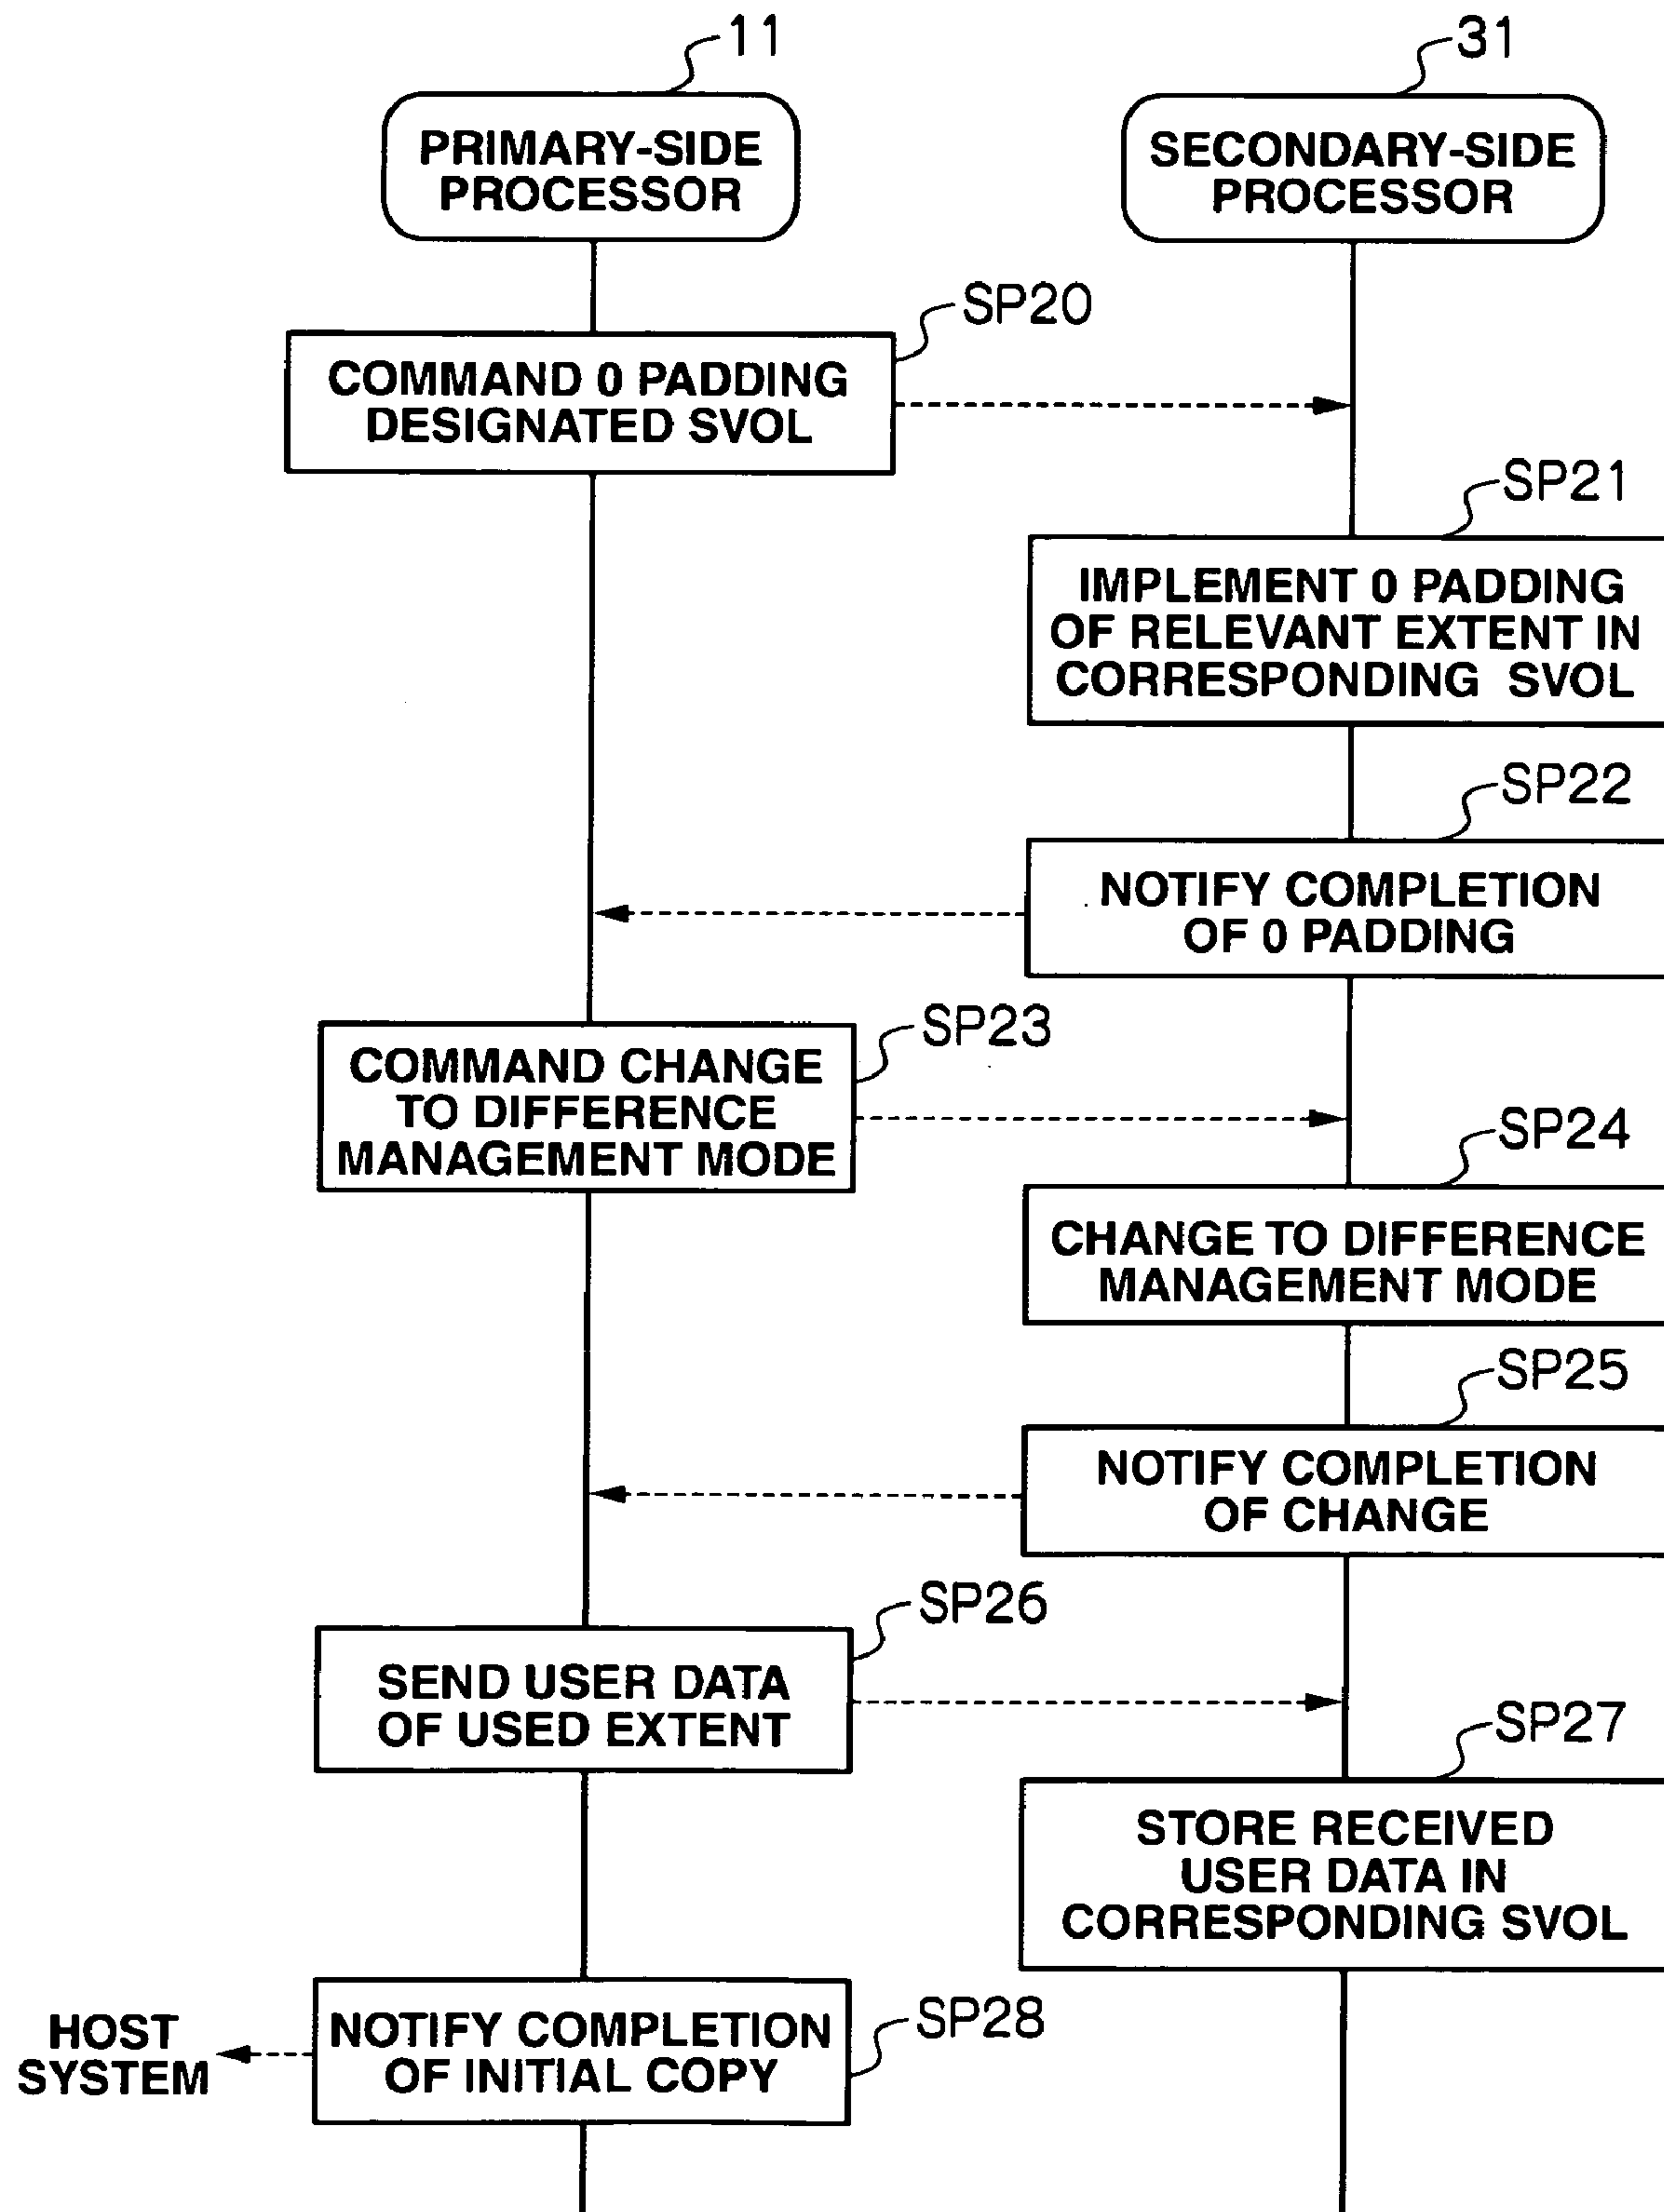 11
31
PRIMARY-SIDE
PROCESSOR
SECONDARY-SIDE
PROCESSOR
SP20
COMMAND 0 PADDING
DESIGNATED SVOL
SP21
IMPLEMENT 0 PADDING
OF RELEVANT EXTENT IN
CORRESPONDING SVOL
SP22
NOTIFY COMPLETION
OF 0 PADDING
SP23
COMMAND CHANGE
TO DIFFERENCE
MANAGEMENT MODE
SP24
CHANGE TO DIFFERENCE
MANAGEMENT MODE
SP25
NOTIFY COMPLETION
OF CHANGE
SP26
SEND USER DATA
OF USED EXTENT
SP27
STORE RECEIVED
USER DATA IN
CORRESPONDING SVOL
SP28
HOST
SYSTEM
NOTIFY COMPLETION
OF INITIAL COPY